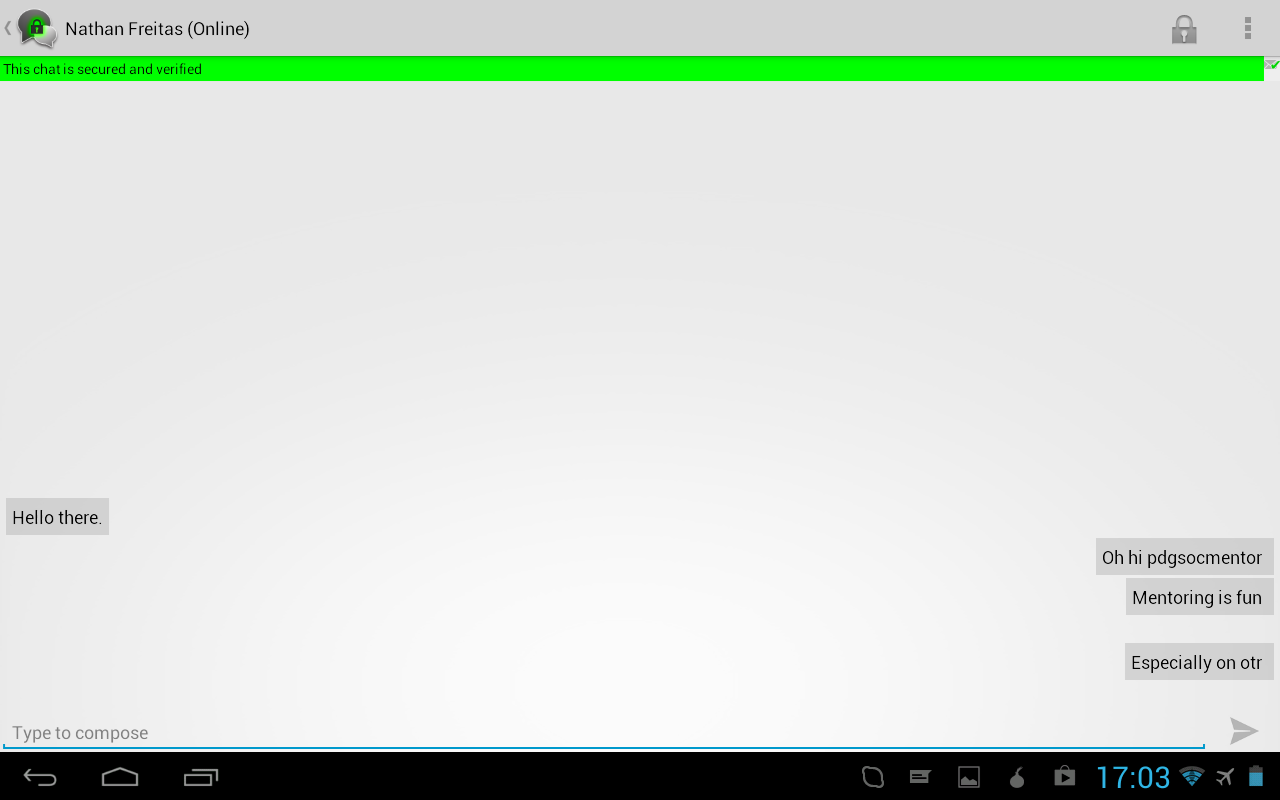 Nathan Freitas (Online)
This chat is secured and verified
Hello there.
Oh hi pdgsocmentor
Mentoring is fun
Especially on otr
Type to compose
17:03